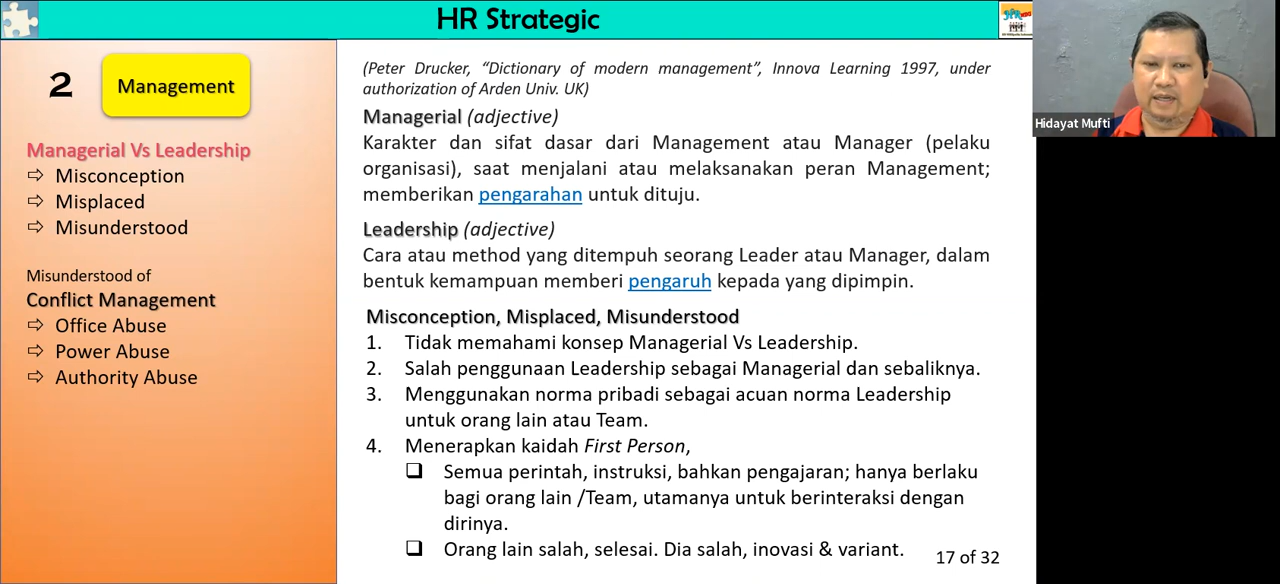 HR Strategic
2
Management
Managerial Vs Leadership
⇨ Misconception
⇨ Misplaced
⇨ Misunderstood
Misunderstood of
Conflict Management
⇨ Office Abuse
⇨ Power Abuse
⇨ Authority Abuse
(Peter Drucker, “Dictionary of modern management”, Innova Learning 1997, under
authorization of Arden Univ. UK)
Managerial (adjective)
Karakter dan sifat dasar dari Management atau Manager (pelaku
organisasi), saat menjalani atau melaksanakan peran Management;
memberikan pengarahan untuk dituju.
Leadership (adjective)
Cara atau method yang ditempuh seorang Leader atau Manager, dalam
bentuk kemampuan memberi pengaruh kepada yang dipimpin.
Misconception, Misplaced, Misunderstood
1. Tidak memahami konsep Managerial Vs Leadership.
2. Salah penggunaan Leadership sebagai Managerial dan sebaliknya.
3. Menggunakan norma pribadi sebagai acuan norma Leadership
untuk orang lain atau Team.
4. Menerapkan kaidah First Person,
❑ Semua perintah, instruksi, bahkan pengajaran; hanya berlaku
bagi orang lain /Team, utamanya untuk berinteraksi dengan
dirinya.
❑ Orang lain salah, selesai. Dia salah, inovasi & variant.
17 of 32
Hidayat Mufti